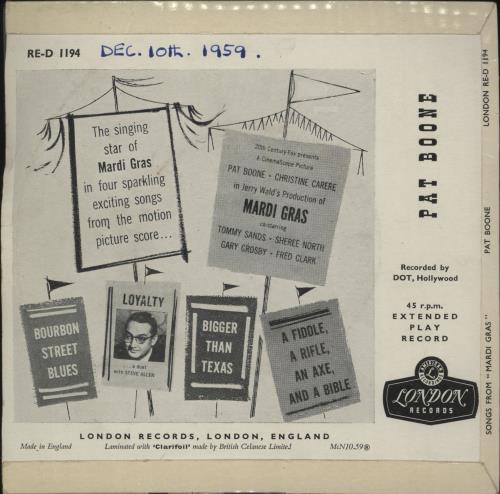 RE-D 1194
DEC. 10th. 1959.
The singing
star of
Mardi Gras
in four sparkling
exciting songs
from the motion
picture score...
20th Century Fox presents
A CinemaScope Picture
PAT BOONE • CHRISTINE CARERE
in Jerry Wald's Production of
MARDI GRAS
co-starring
TOMMY SANDS • SHEREE NORTH
GARY CROSBY • FRED CLARK
BOURBON
STREET
BLUES
LOYALTY
... a duet
with STEVE ALLEN
BIGGER
THAN
TEXAS
A FIDDLE,
A RIFLE,
AN AXE,
AND A BIBLE
PAT BOONE
Recorded by
DOT, Hollywood
45 r.p.m.
EXTENDED
PLAY
RECORD
LONDON
RECORDS
LONDON RECORDS, LONDON, ENGLAND
Made in England
Laminated with 'Clarifoil' made by British Celanese Limited
McN10.59®
SONGS FROM "MARDI GRAS"
PAT BOONE
LONDON RE-D 1194